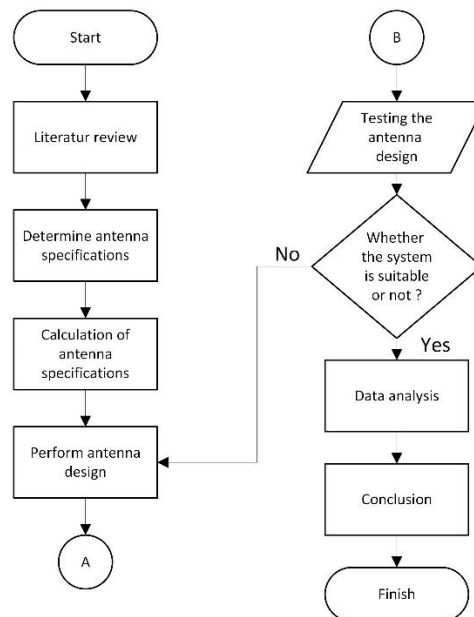 Start
Literatur review
Determine antenna
specifications
Calculation of
antenna
specifications
Perform antenna
design
A
B
Testing the
antenna
design
Whether
the system
is suitable
or not ?
No
Yes
Data analysis
Conclusion
Finish